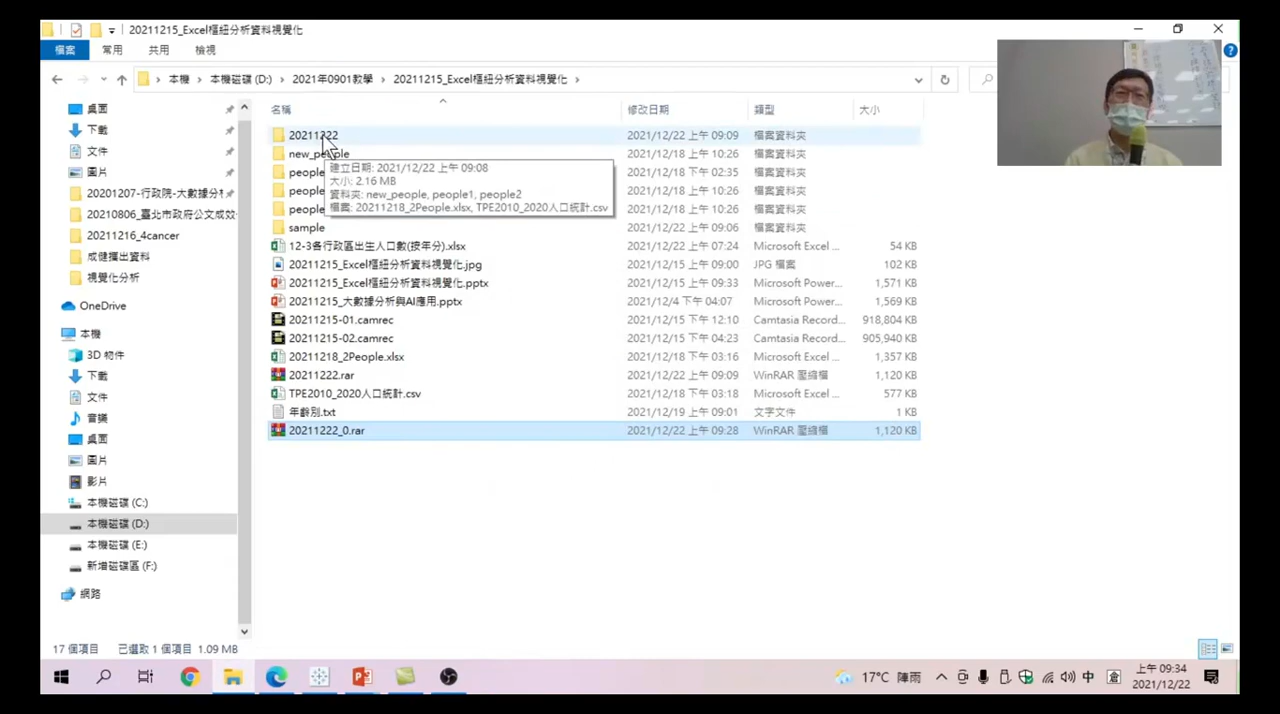 20211215_Excel樞紐分析資料視覺化
檔案 常用 共用 檢視
本機 › 本機磁碟 (D:) › 2021年0901教學 › 20211215_Excel樞紐分析資料視覺化 ›
名稱 修改日期 類型 大小
桌面
下載
文件
圖片
20201207-行政院-大數據分
20210806_臺北市政府公文成效
20211216_4cancer
成健擴出資料
視覺化分析
OneDrive
本機
3D 物件
下載
文件
音樂
桌面
圖片
影片
本機磁碟 (C:)
本機磁碟 (D:)
本機磁碟 (E:)
新增磁碟區 (F:)
網路
20211222 2021/12/22 上午 09:09 檔案資料夾
new_people 2021/12/18 上午 10:26 檔案資料夾
people 2021/12/18 下午 02:35 檔案資料夾
people 2021/12/18 上午 10:26 檔案資料夾
people 2021/12/18 上午 10:26 檔案資料夾
sample 2021/12/22 上午 09:06 檔案資料夾
建立日期: 2021/12/22 上午 09:08
大小: 2.16 MB
資料夾: new_people, people1, people2
檔案: 20211218_2People.xlsx, TPE2010_2020人口統計.csv
12-3各行政區出生人口數(按年分).xlsx 2021/12/22 上午 07:24 Microsoft Excel ... 54 KB
20211215_Excel樞紐分析資料視覺化.jpg 2021/12/15 上午 09:00 JPG 檔案 102 KB
20211215_Excel樞紐分析資料視覺化.pptx 2021/12/15 上午 09:33 Microsoft Power... 1,571 KB
20211215_大數據分析與AI應用.pptx 2021/12/4 下午 04:07 Microsoft Power... 1,569 KB
20211215-01.camrec 2021/12/15 下午 12:10 Camtasia Record... 918,804 KB
20211215-02.camrec 2021/12/15 下午 04:23 Camtasia Record... 905,940 KB
20211218_2People.xlsx 2021/12/18 下午 03:16 Microsoft Excel ... 1,357 KB
20211222.rar 2021/12/22 上午 09:09 WinRAR 壓縮檔 1,120 KB
TPE2010_2020人口統計.csv 2021/12/18 下午 03:18 Microsoft Excel ... 577 KB
年齡別.txt 2021/12/19 上午 09:01 文字文件 1 KB
20211222_0.rar 2021/12/22 上午 09:28 WinRAR 壓縮檔 1,120 KB
17 個項目 已選取 1 個項目 1.09 MB
17°C 陣雨 中 倉 上午 09:34
2021/12/22